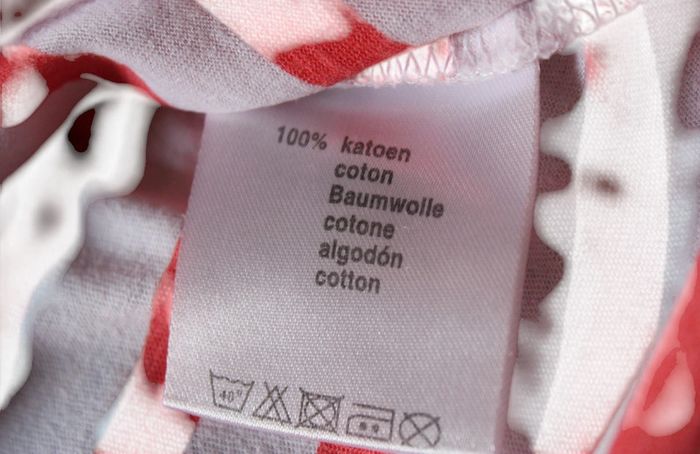 100% katoen
coton
Baumwolle
cotone
algodón
cotton
40°